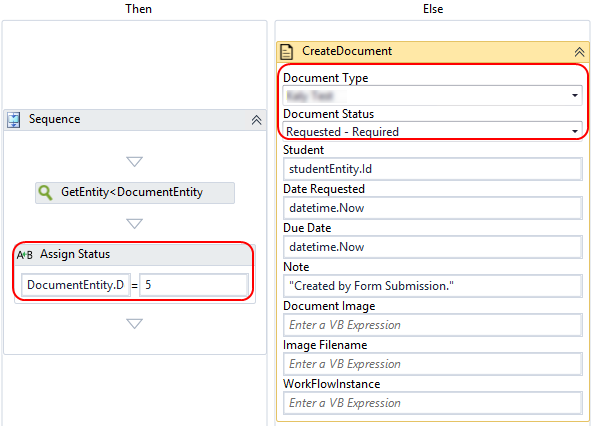 Then
Else
Sequence
GetEntity<DocumentEntity
A+B Assign Status
DocumentEntity.D = 5
CreateDocument
Document Type
Document Status
Requested - Required
Student
studentEntity.Id
Date Requested
datetime.Now
Due Date
datetime.Now
Note
"Created by Form Submission."
Document Image
Enter a VB Expression
Image Filename
Enter a VB Expression
WorkFlowInstance
Enter a VB Expression